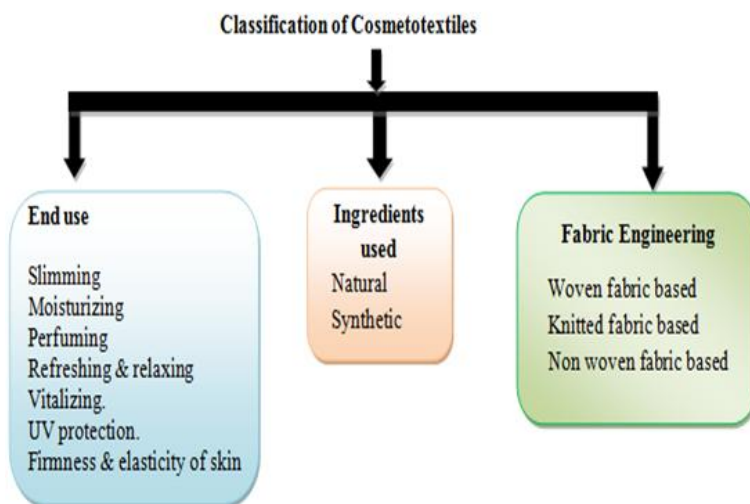 Classification of Cosmetotextiles
End use
Slimming
Moisturizing
Perfuming
Refreshing & relaxing
Vitalizing.
UV protection.
Firmness & elasticity of skin
Ingredients
used
Natural
Synthetic
Fabric Engineering
Woven fabric based
Knitted fabric based
Non woven fabric based